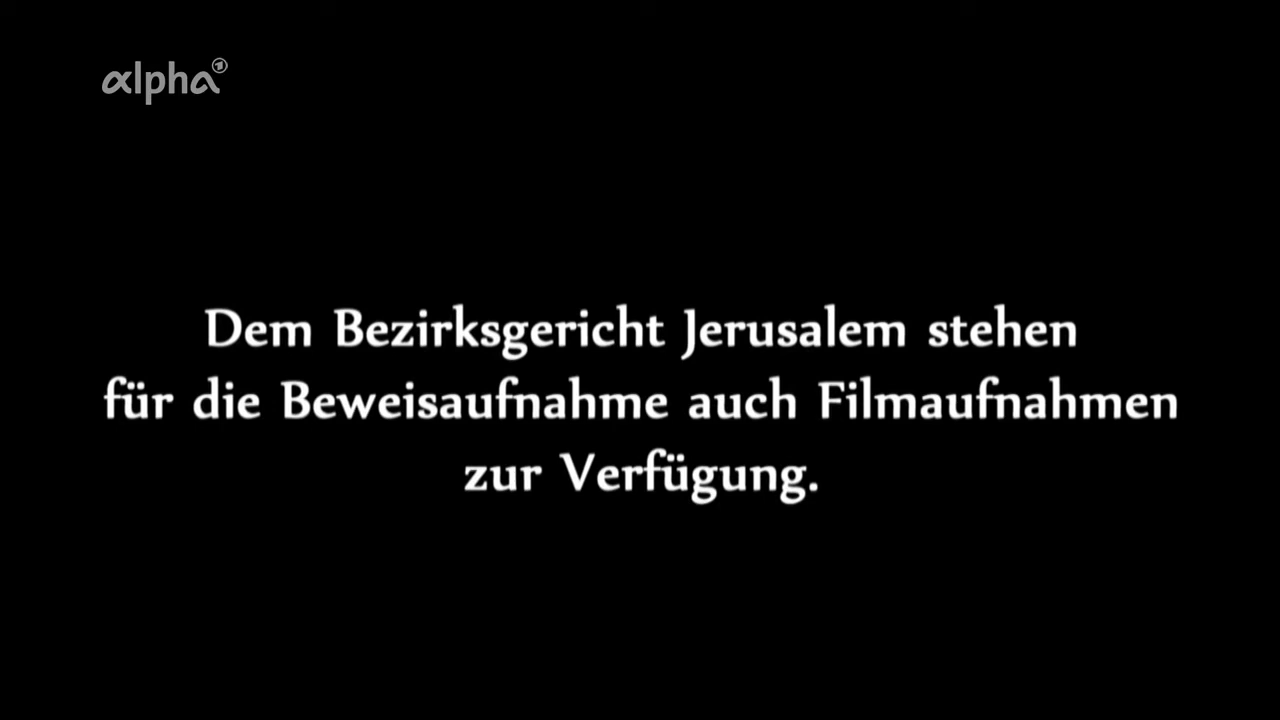 alpha
Dem Bezirksgericht Jerusalem stehen
für die Beweisaufnahme auch Filmaufnahmen
zur Verfügung.